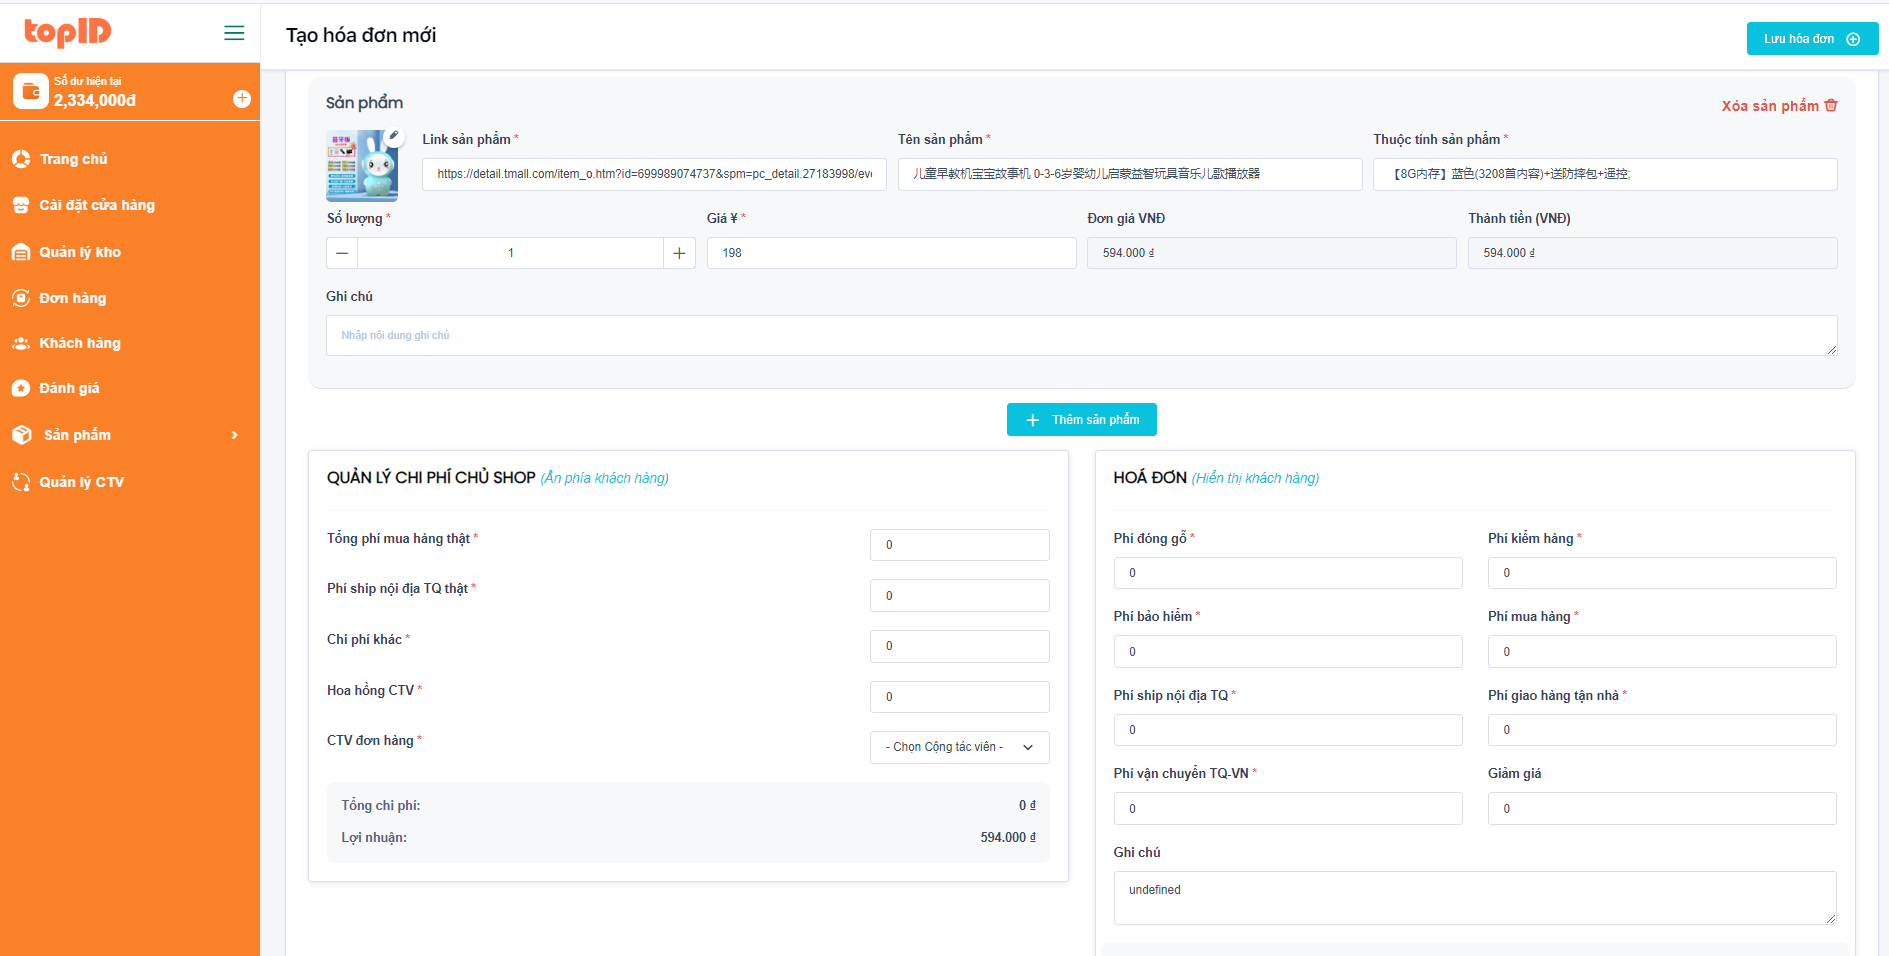 topID
Tạo hóa đơn mới
Lưu hóa đơn
Số dư hiện tại
2,334,000đ
Trang chủ
Cài đặt cửa hàng
Quản lý kho
Đơn hàng
Khách hàng
Đánh giá
Sản phẩm
Quản lý CTV
Sản phẩm
Xóa sản phẩm
Link sản phẩm *
Tên sản phẩm *
Thuộc tính sản phẩm *
https://detail.tmall.com/item_o.htm?id=699989074737&spm=pc_detail.27183998/eve
儿童早教机宝宝故事机 0-3-6岁婴幼儿启蒙益智玩具音乐儿歌播放器
【8G内存】蓝色(3208首内容)+送防摔包+遥控;
Số lượng *
Giá ¥ *
Đơn giá VNĐ
Thành tiền (VNĐ)
1
198
594.000 ₫
594.000 ₫
Ghi chú
Nhập nội dung ghi chú
Thêm sản phẩm
QUẢN LÝ CHI PHÍ CHỦ SHOP (Ẩn phía khách hàng)
Tổng phí mua hàng thật *
0
Phí ship nội địa TQ thật *
0
Chi phí khác *
0
Hoa hồng CTV *
0
CTV đơn hàng *
- Chọn Cộng tác viên -
Tổng chi phí:
0 ₫
Lợi nhuận:
594.000 ₫
HOÁ ĐƠN (Hiển thị khách hàng)
Phí đóng gỗ *
Phí kiểm hàng *
0
0
Phí bảo hiểm *
Phí mua hàng *
0
0
Phí ship nội địa TQ *
Phí giao hàng tận nhà *
0
0
Phí vận chuyển TQ-VN *
Giảm giá
0
0
Ghi chú
undefined